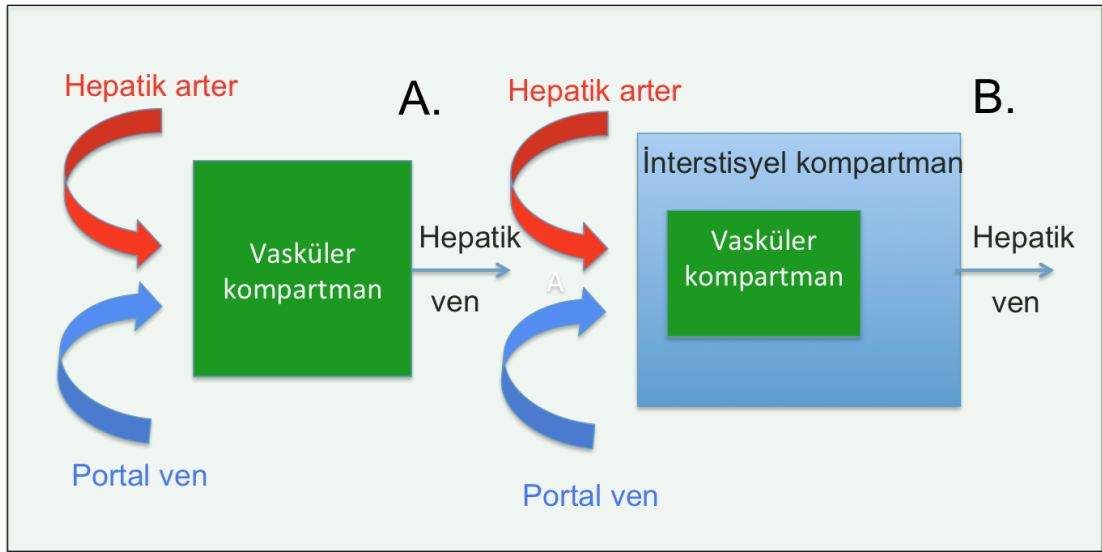 A.
Hepatik arter
Vasküler
kompartman
Hepatik
ven
Portal ven
B.
Hepatik arter
İnterstisyel kompartman
Vasküler
kompartman
A
Hepatik
ven
Portal ven